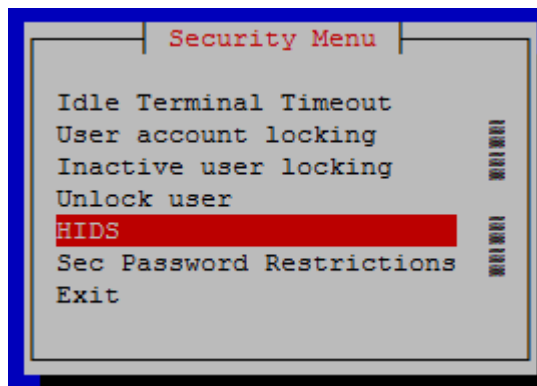 Security Menu
Idle Terminal Timeout
User account locking
Inactive user locking
Unlock user
HIDS
Sec Password Restrictions
Exit